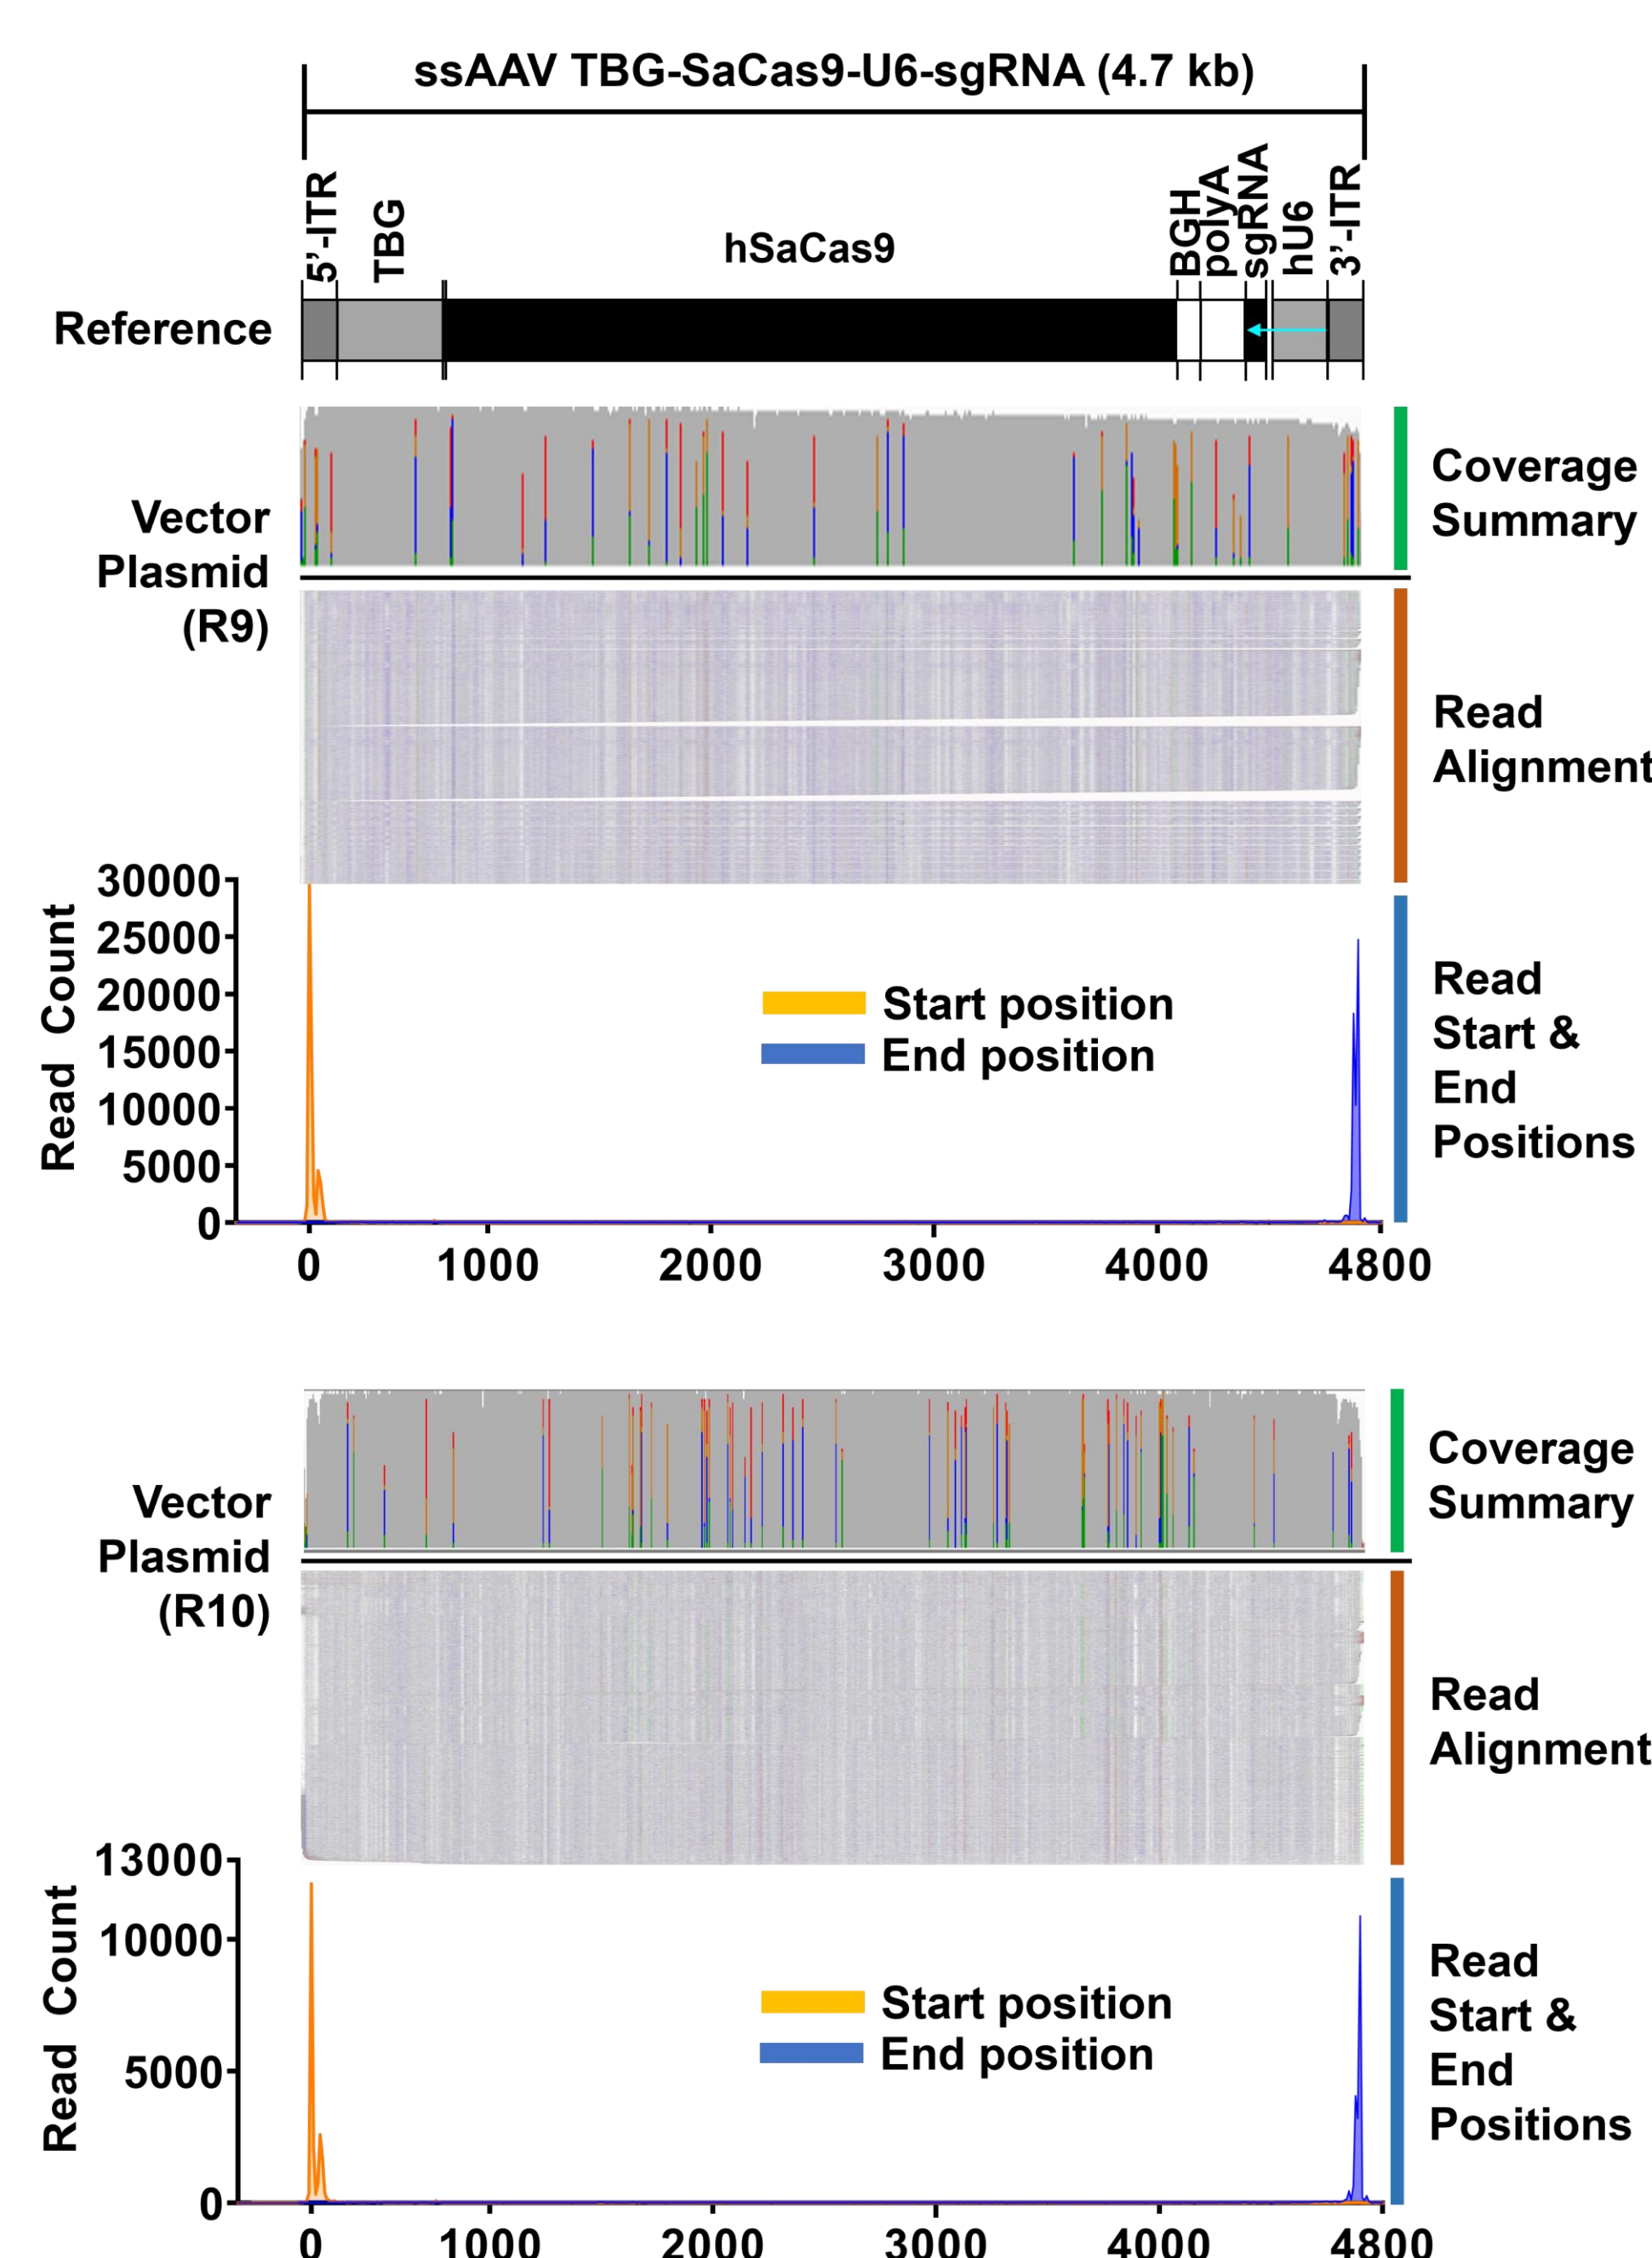 ssAAV TBG-SaCas9-U6-sgRNA (4.7 kb)
5’-ITR
TBG
hSaCas9
BGH
polyA
sgRNA
hU6
3’-ITR
Reference
Vector
Plasmid
(R9)
Coverage
Summary
Read
Alignment
Read Count
30000
25000
20000
15000
10000
5000
0
Start position
End position
Read
Start &
End
Positions
0 1000 2000 3000 4000 4800
Vector
Plasmid
(R10)
Coverage
Summary
Read
Alignment
Read Count
13000
10000
5000
0
Start position
End position
Read
Start &
End
Positions
0 1000 2000 3000 4000 4800